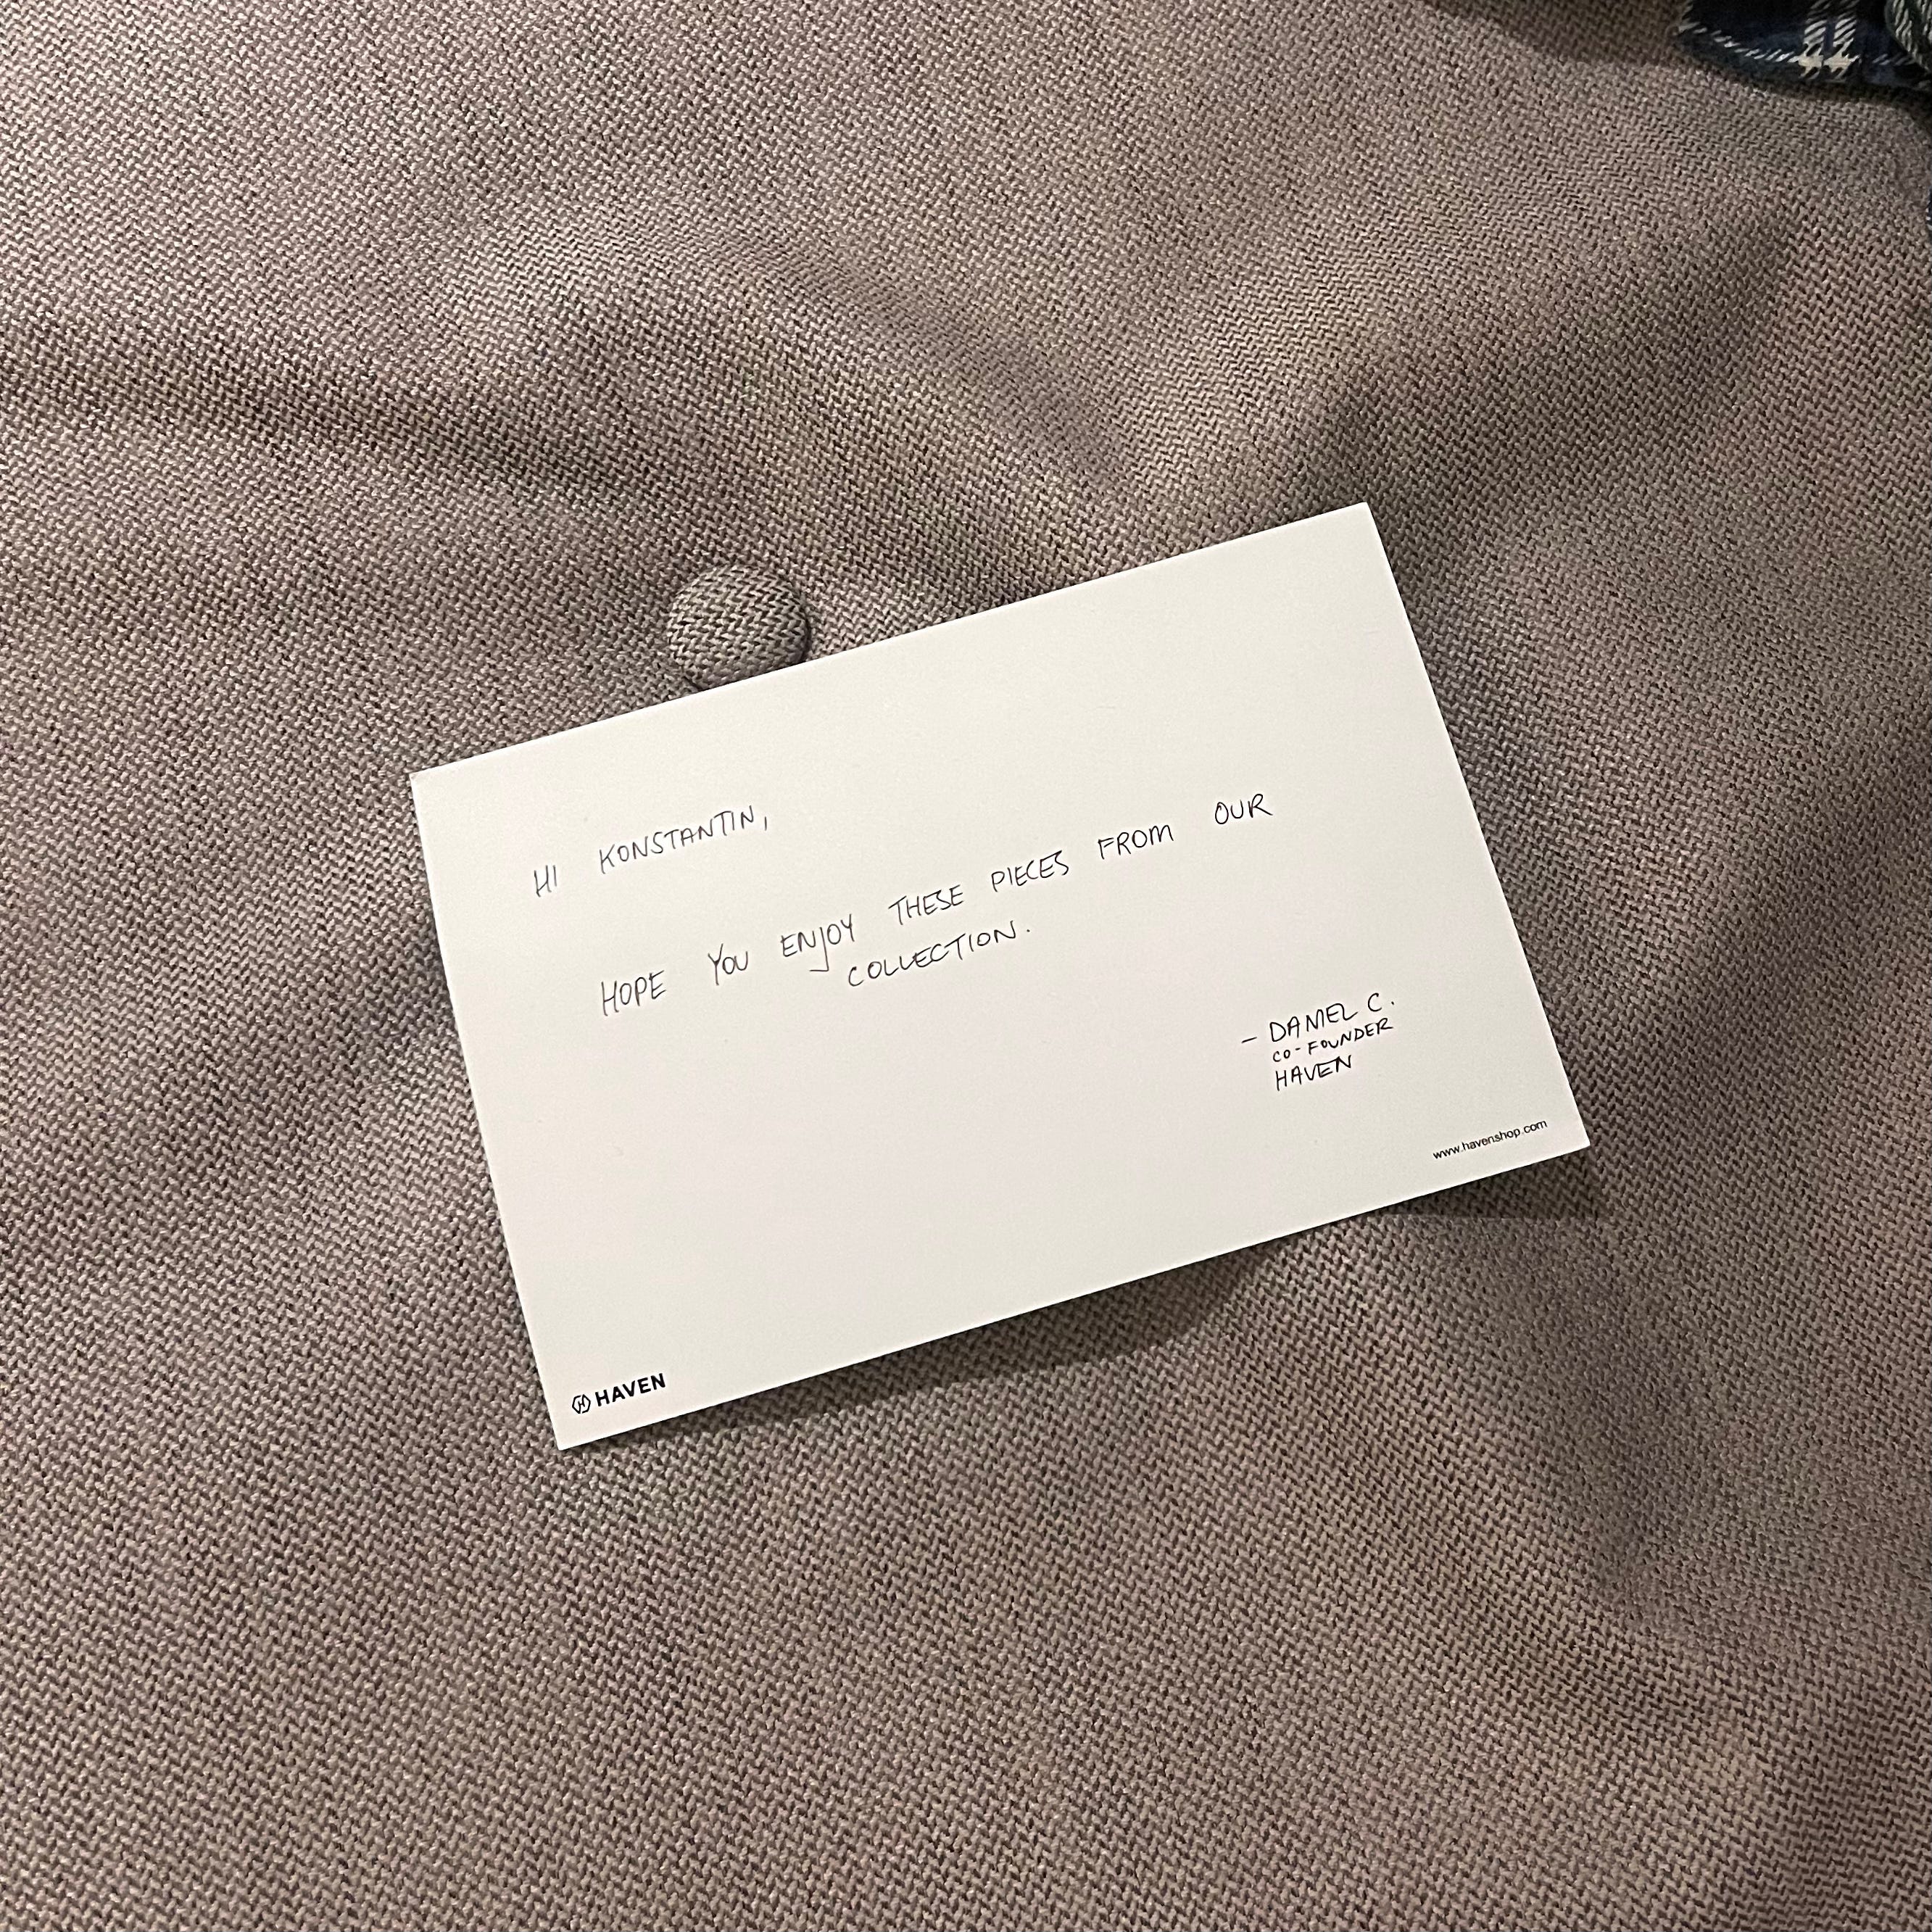 HI KONSTANTIN,
HOPE YOU ENJOY THESE PIECES FROM OUR
COLLECTION.
– DANIEL C.
CO-FOUNDER
HAVEN
www.havenshop.com
HAVEN